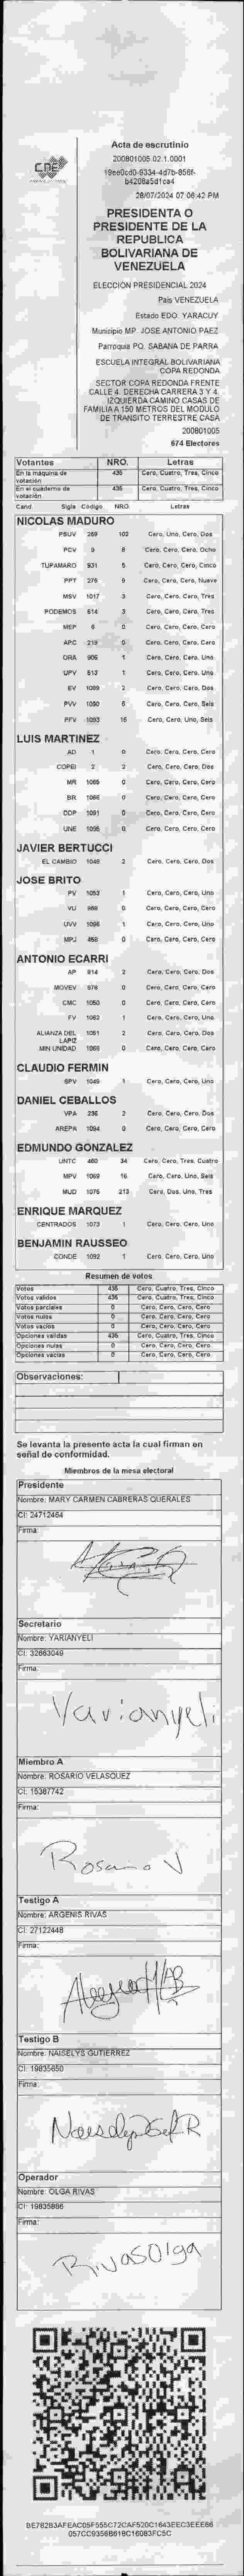 CNE
Acta de escrutinio
200801005.02.1.0001
28/07/2024 07:06:42 PM
PRESIDENTA O
PRESIDENTE DE LA
REPUBLICA
BOLIVARIANA DE
VENEZUELA
ELECCIÓN PRESIDENCIAL 2024
País VENEZUELA
Estado EDO. YARACUY
Municipio MP. JOSE ANTONIO PAEZ
Parroquia PQ. SABANA DE PARRA
ESCUELA INTEGRAL BOLIVARIANA
COPA REDONDA
SECTOR COPA REDONDA FRENTE
CALLE 4. DERECHA CARRERA 3 Y 4.
IZQUIERDA CAMINO CASAS DE
FAMILIA A 150 METROS DEL MODULO
DE TRANSITO TERRESTRE CASA
200801005
674 Electores
Votantes NRO. Letras
En la máquina de votación 435 Cero, Cuatro, Tres, Cinco
En el cuaderno de votación 435 Cero, Cuatro, Tres, Cinco
Cand Sigla Código NRO. Letras
NICOLAS MADURO
PSUV 269 102 Cero, Uno, Cero, Dos
PCV 9 8 Cero, Cero, Cero, Ocho
TUPAMARO 931 5 Cero, Cero, Cero, Cinco
PPT 276 9 Cero, Cero, Cero, Nueve
MSV 1017 3 Cero, Cero, Cero, Tres
PODEMOS 614 3 Cero, Cero, Cero, Tres
MEP 6 0 Cero, Cero, Cero, Cero
APC 219 0 Cero, Cero, Cero, Cero
ORA 906 1 Cero, Cero, Cero, Uno
UPV 513 1 Cero, Cero, Cero, Uno
EV 1089 2 Cero, Cero, Cero, Dos
PVV 1090 6 Cero, Cero, Cero, Seis
PFV 1093 16 Cero, Cero, Uno, Seis
LUIS MARTINEZ
AD 1 0 Cero, Cero, Cero, Cero
COPEI 2 2 Cero, Cero, Cero, Dos
MR 1065 0 Cero, Cero, Cero, Cero
BR 1066 0 Cero, Cero, Cero, Cero
DDP 1091 0 Cero, Cero, Cero, Cero
UNE 1095 0 Cero, Cero, Cero, Cero
JAVIER BERTUCCI
EL CAMBIO 1048 2 Cero, Cero, Cero, Dos
JOSE BRITO
PV 1053 1 Cero, Cero, Cero, Uno
VU 968 0 Cero, Cero, Cero, Cero
UVV 1096 1 Cero, Cero, Cero, Uno
MPJ 458 0 Cero, Cero, Cero, Cero
ANTONIO ECARRI
AP 914 2 Cero, Cero, Cero, Dos
MOVEV 978 0 Cero, Cero, Cero, Cero
CMC 1050 0 Cero, Cero, Cero, Cero
FV 1062 1 Cero, Cero, Cero, Uno
ALIANZA DEL LAPIZ 1051 2 Cero, Cero, Cero, Dos
MIN UNIDAD 1069 0 Cero, Cero, Cero, Cero
CLAUDIO FERMIN
SPV 1049 1 Cero, Cero, Cero, Uno
DANIEL CEBALLOS
VPA 236 2 Cero, Cero, Cero, Dos
AREPA 1094 0 Cero, Cero, Cero, Cero
EDMUNDO GONZALEZ
UNTC 460 34 Cero, Cero, Tres, Cuatro
MPV 1069 16 Cero, Cero, Uno, Seis
MUD 1075 213 Cero, Dos, Uno, Tres
ENRIQUE MARQUEZ
CENTRADOS 1073 1 Cero, Cero, Cero, Uno
BENJAMIN RAUSSEO
CONDE 1092 1 Cero, Cero, Cero, Uno
Resumen de votos
Votos 435 Cero, Cuatro, Tres, Cinco
Votos válidos 435 Cero, Cuatro, Tres, Cinco
Votos parciales 0 Cero, Cero, Cero, Cero
Votos nulos 0 Cero, Cero, Cero, Cero
Votos vacíos 0 Cero, Cero, Cero, Cero
Opciones válidas 435 Cero, Cuatro, Tres, Cinco
Opciones nulas 0 Cero, Cero, Cero, Cero
Opciones vacías 0 Cero, Cero, Cero, Cero
Observaciones:
Se levanta la presente acta la cual firman en
señal de conformidad.
Miembros de la mesa electoral
Presidente
Nombre: MARY CARMEN CABRERAS QUERALES
CI: 24712464
Firma:
Secretario
Nombre: YARIANYELI
CI: 32663049
Firma:
Yarianyeli
Miembro A
Nombre: ROSARIO VELASQUEZ
CI: 15387742
Firma:
Rosario V
Testigo A
Nombre: ARGENIS RIVAS
CI: 27122448
Firma:
Testigo B
Nombre: NAISELYS GUTIERREZ
CI: 19835650
Firma:
Operador
Nombre: OLGA RIVAS
CI: 19835886
Firma:
Rivas Olga